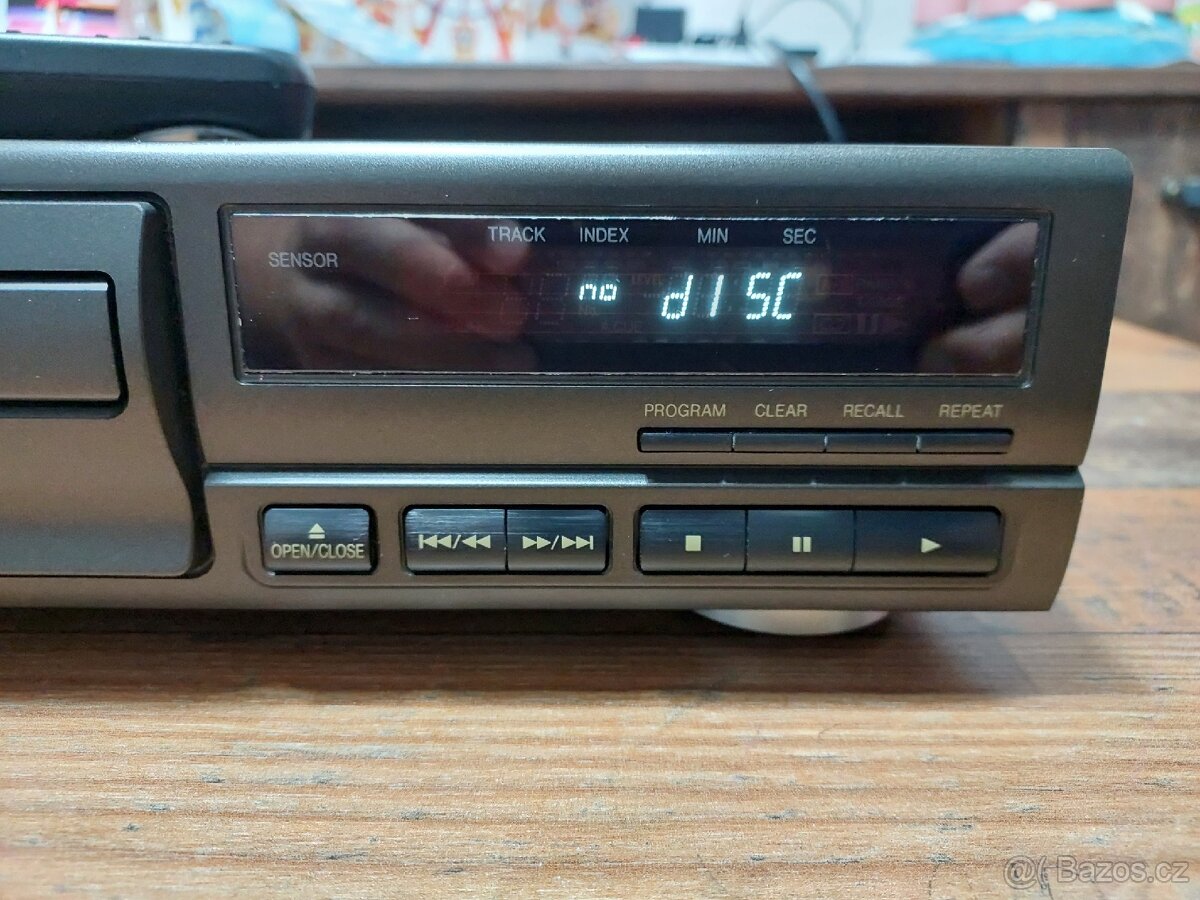 TRACK INDEX MIN SEC
SENSOR
no dISC
PROGRAM CLEAR RECALL REPEAT
OPEN/CLOSE
@( Bazos.cz